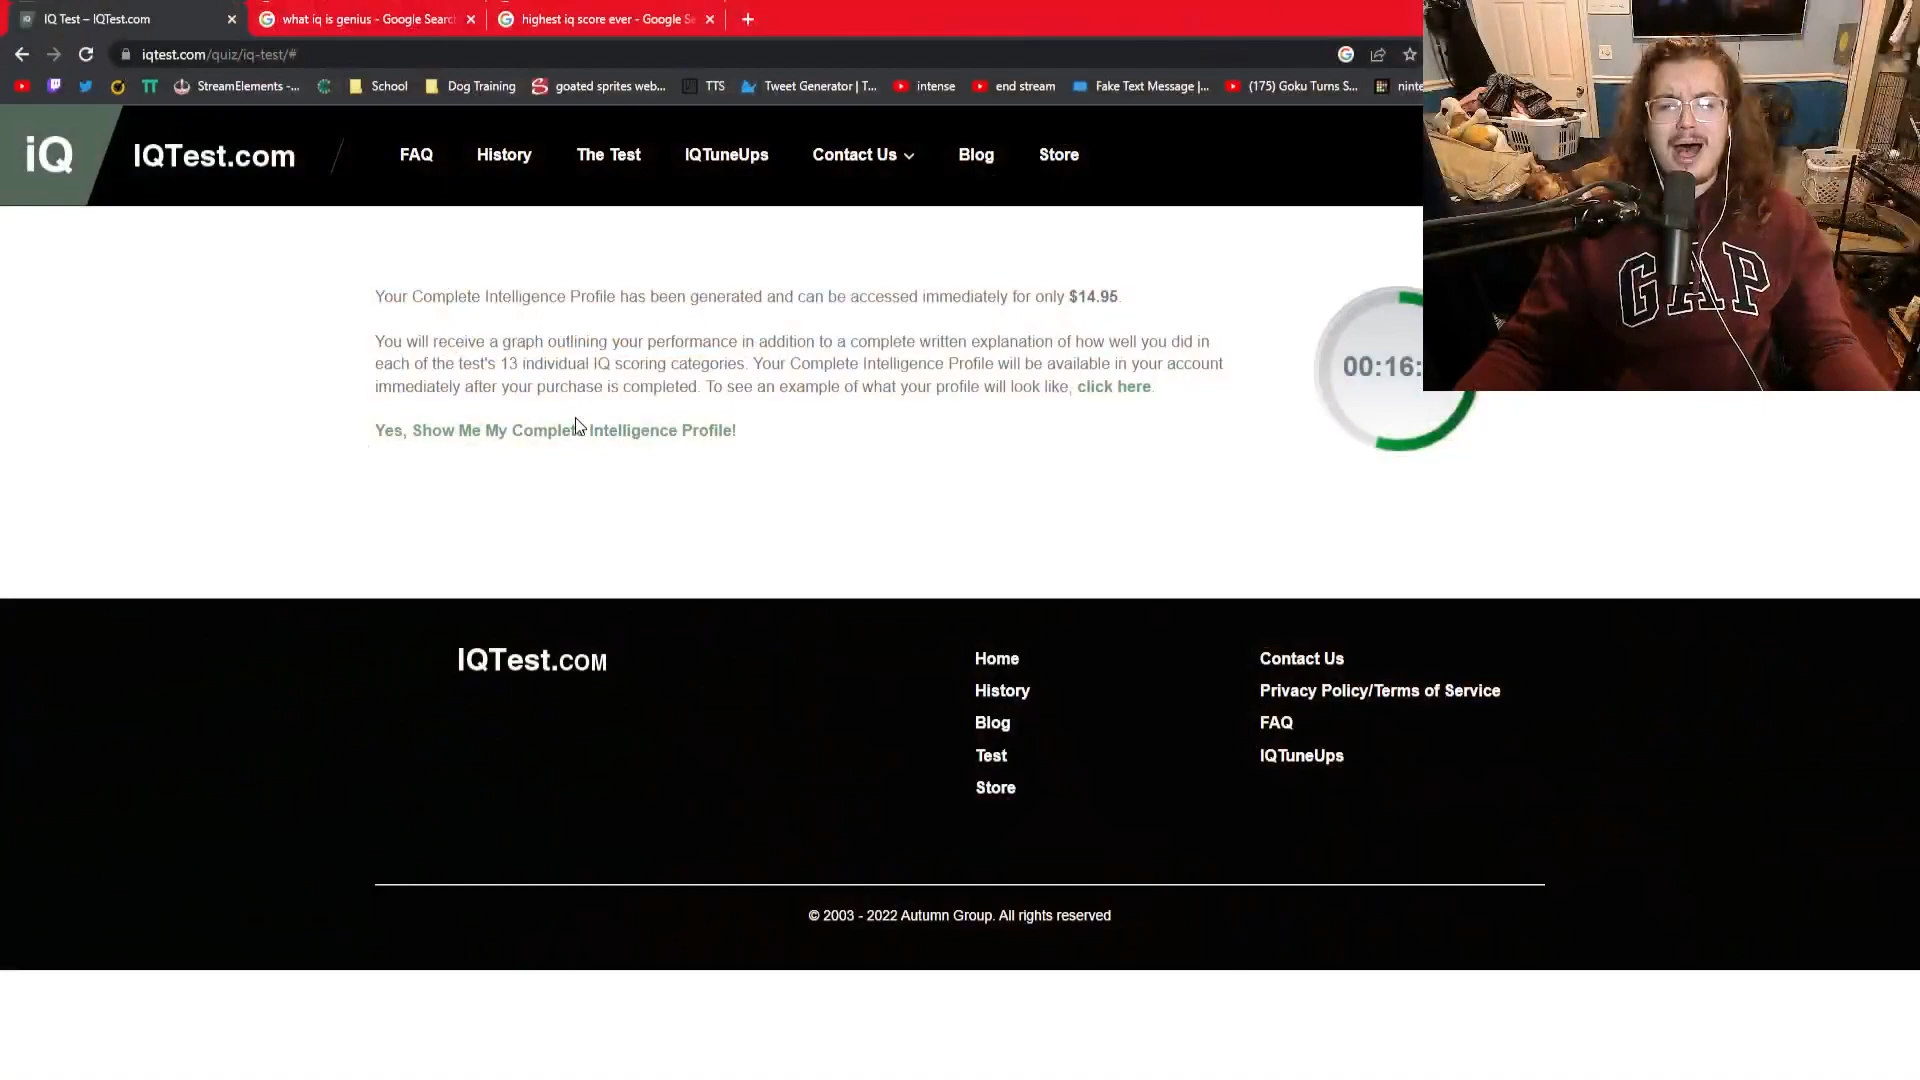 IQ Test – IQTest.com
what iq is genius - Google Searc
highest iq score ever - Google Se
iqtest.com/quiz/iq-test/#
StreamElements -...
School
Dog Training
goated sprites web...
TTS
Tweet Generator | T...
intense
end stream
Fake Text Message |...
(175) Goku Turns S...
ninte
iQ
IQTest.com
FAQ
History
The Test
IQTuneUps
Contact Us
Blog
Store
GAP
Your Complete Intelligence Profile has been generated and can be accessed immediately for only $14.95.
You will receive a graph outlining your performance in addition to a complete written explanation of how well you did in
each of the test's 13 individual IQ scoring categories. Your Complete Intelligence Profile will be available in your account
immediately after your purchase is completed. To see an example of what your profile will look like, click here.
00:16:
Yes, Show Me My Complete Intelligence Profile!
IQTest.COM
Home
History
Blog
Test
Store
Contact Us
Privacy Policy/Terms of Service
FAQ
IQTuneUps
© 2003 - 2022 Autumn Group. All rights reserved